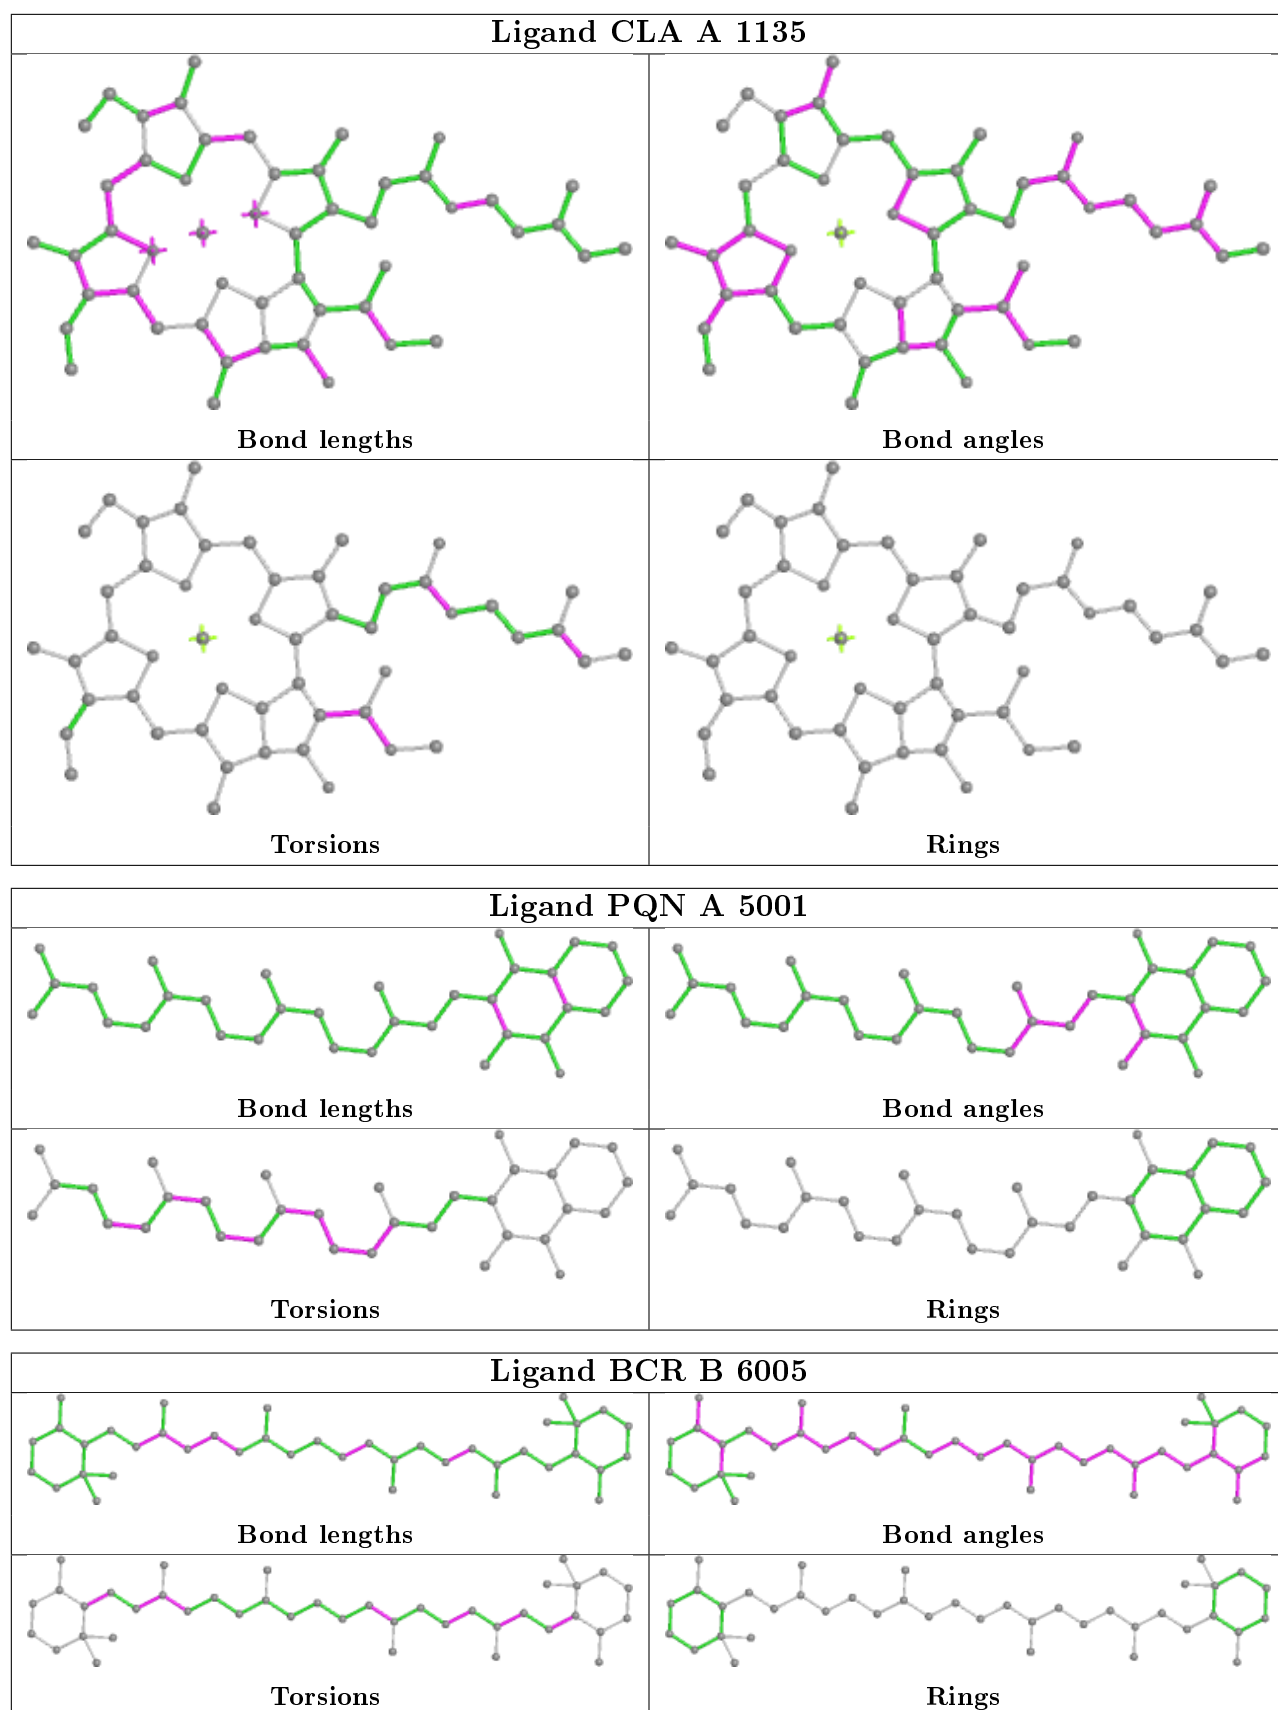 Ligand CLA A 1135
Bond lengths
Bond angles
Torsions
Rings
Ligand PQN A 5001
Bond lengths
Bond angles
Torsions
Rings
Ligand BCR B 6005
Bond lengths
Bond angles
Torsions
Rings